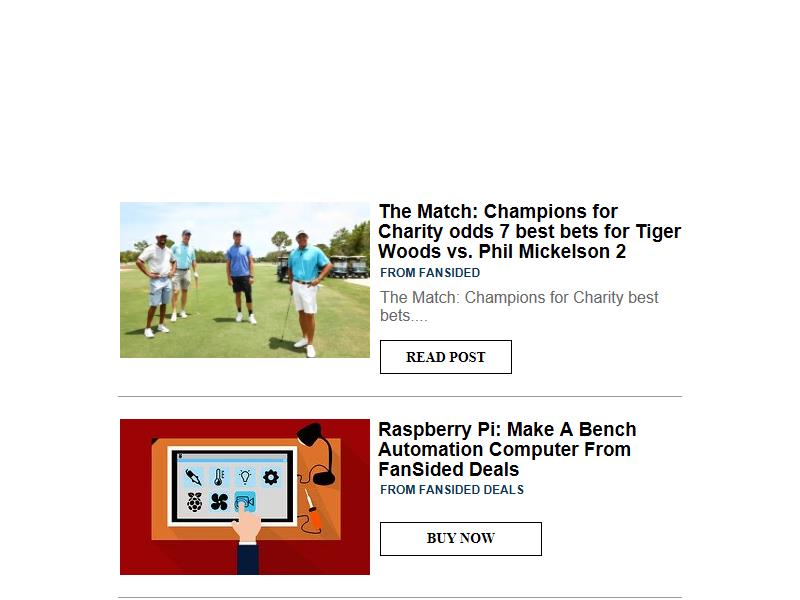 The Match: Champions for
Charity odds 7 best bets for Tiger
Woods vs. Phil Mickelson 2
FROM FANSIDED
The Match: Champions for Charity best
bets....
READ POST
Raspberry Pi: Make A Bench
Automation Computer From
FanSided Deals
FROM FANSIDED DEALS
BUY NOW